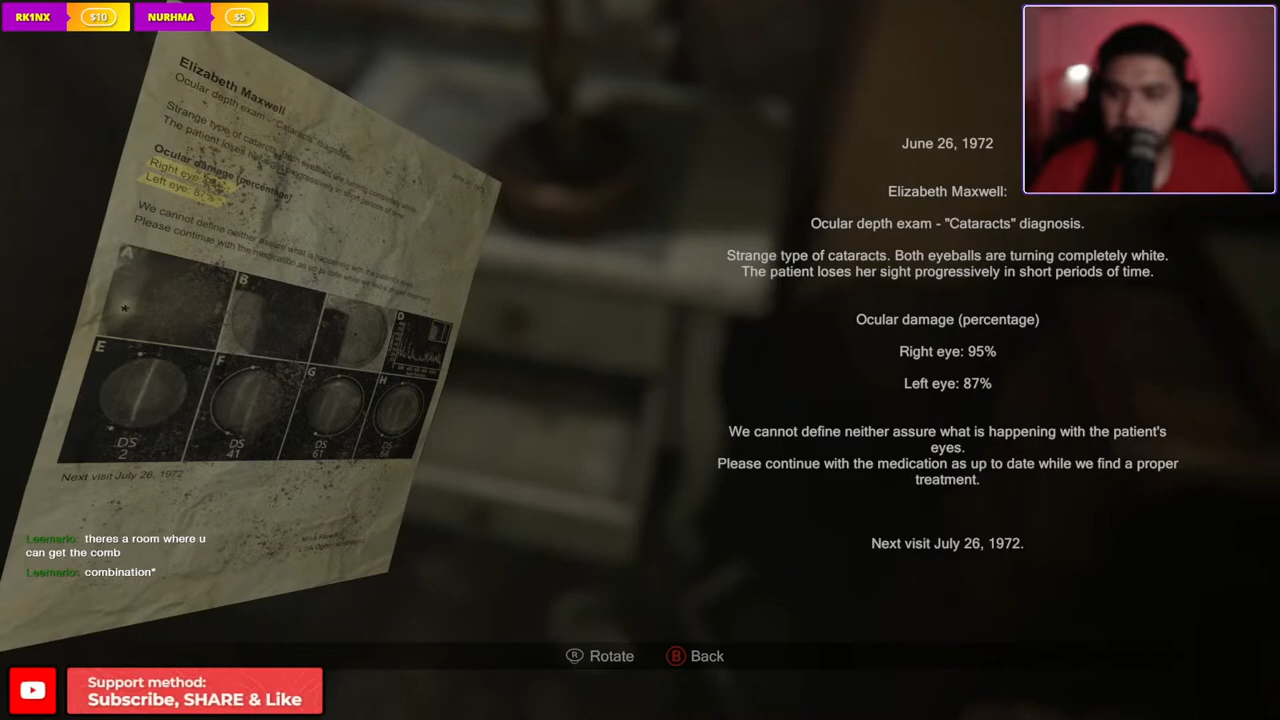 RK1NX $10 NURHMA $5
Elizabeth Maxwell
Ocular depth exam - "Cataracts" diagnosis.
June 26, 1972
Strange type of cataracts. Both eyeballs are turning completely white.
The patient loses her sight progressively in short periods of time.
Ocular damage (percentage)
Right eye:
Left eye: 87%
We cannot define neither assure what is happening with the patient's eyes.
Please continue with the medication as up to date while we find a proper treatment.
A B C D
E F G H
DS DS DS DS
2 41 61
Next visit July 26, 1972
June 26, 1972
Elizabeth Maxwell:
Ocular depth exam - "Cataracts" diagnosis.
Strange type of cataracts. Both eyeballs are turning completely white.
The patient loses her sight progressively in short periods of time.
Ocular damage (percentage)
Right eye: 95%
Left eye: 87%
We cannot define neither assure what is happening with the patient's
eyes.
Please continue with the medication as up to date while we find a proper
treatment.
Next visit July 26, 1972.
Leemario: theres a room where u
can get the comb
Leemario: combination*
R Rotate B Back
Support method:
Subscribe, SHARE & Like